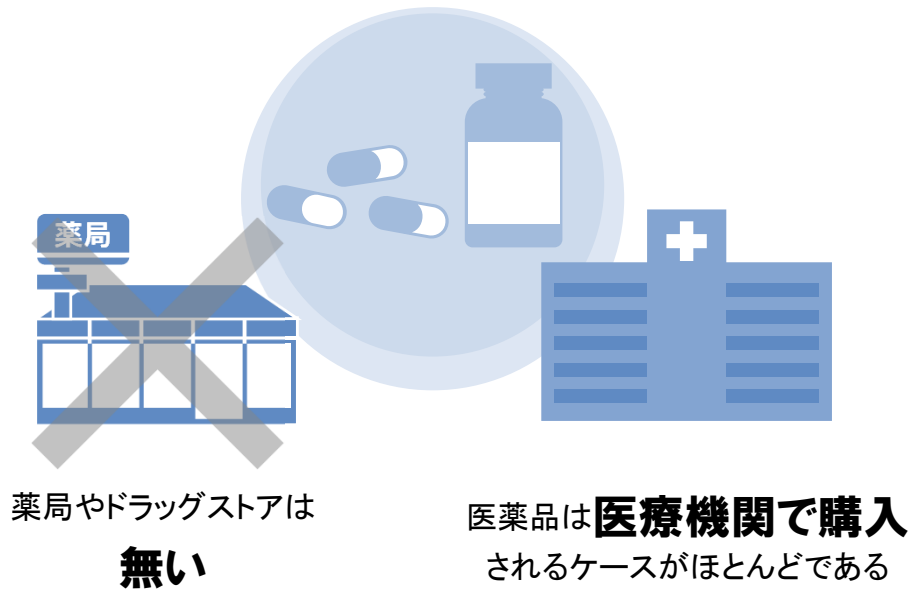 薬局
薬局やドラッグストアは
無い
医薬品は医療機関で購入
されるケースがほとんどである